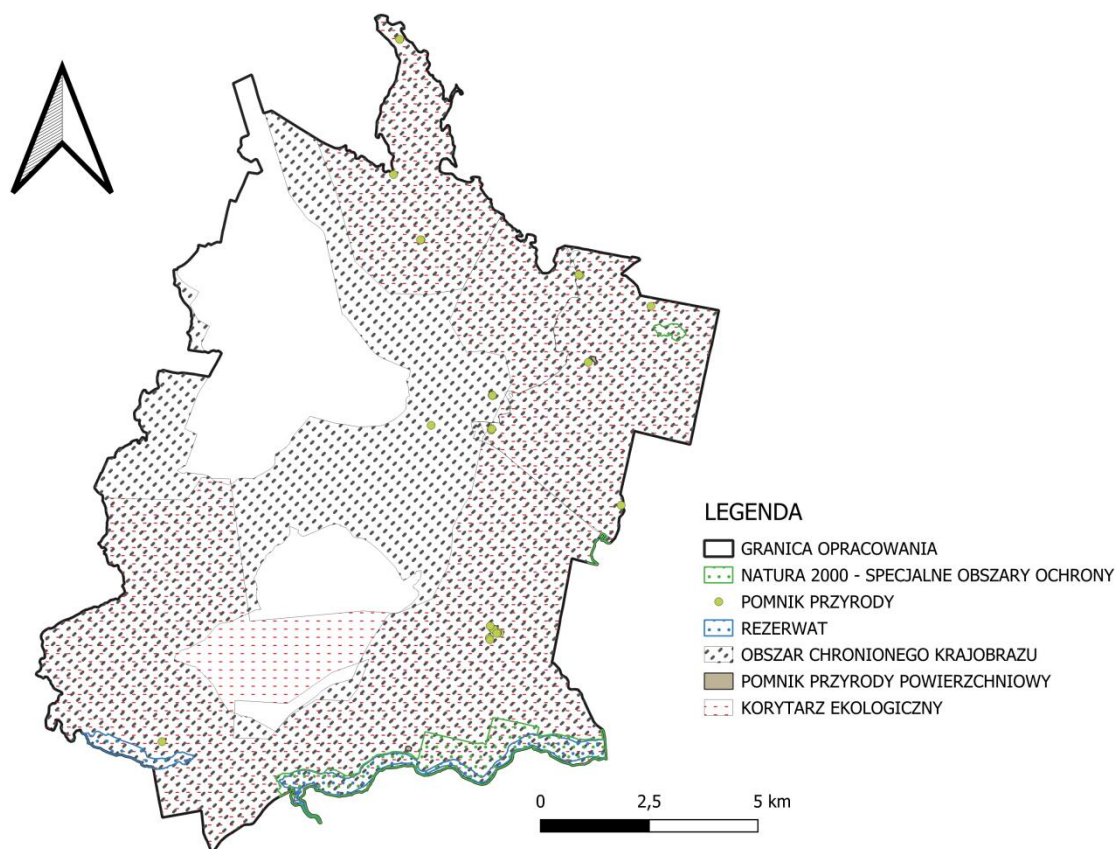 LEGENDA
GRANICA OPRACOWANIA
NATURA 2000 - SPECJALNE OBSZARY OCHRONY
POMNIK PRZYRODY
REZERWAT
OBSZAR CHRONIONEGO KRAJOBRAZU
POMNIK PRZYRODY POWIERZCHNIOWY
KORYTARZ EKOLOGICZNY
0 2,5 5 km